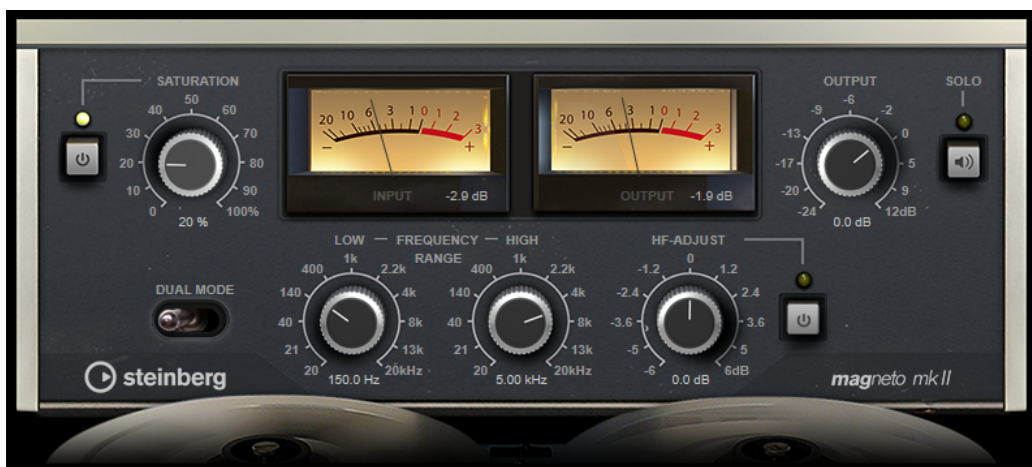 SATURATION
50
40 60
30 70
20 80
10 90
0 100%
20 %
20 10 6 3 1 0 1 2 3
- +
INPUT -2.9 dB
20 10 6 3 1 0 1 2 3
- +
OUTPUT -1.9 dB
OUTPUT
-6
-9 -2
-13 0
-17 5
-20 9
-24 12dB
0.0 dB
SOLO
DUAL MODE
LOW — FREQUENCY — HIGH
RANGE
1k
400 2.2k
140 4k
40 8k
21 13k
20 20kHz
150.0 Hz
1k
400 2.2k
140 4k
40 8k
21 13k
20 20kHz
5.00 kHz
HF-ADJUST
0
-1.2 1.2
-2.4 2.4
-3.6 3.6
-5 5
-6 6dB
0.0 dB
steinberg
magneto mk II